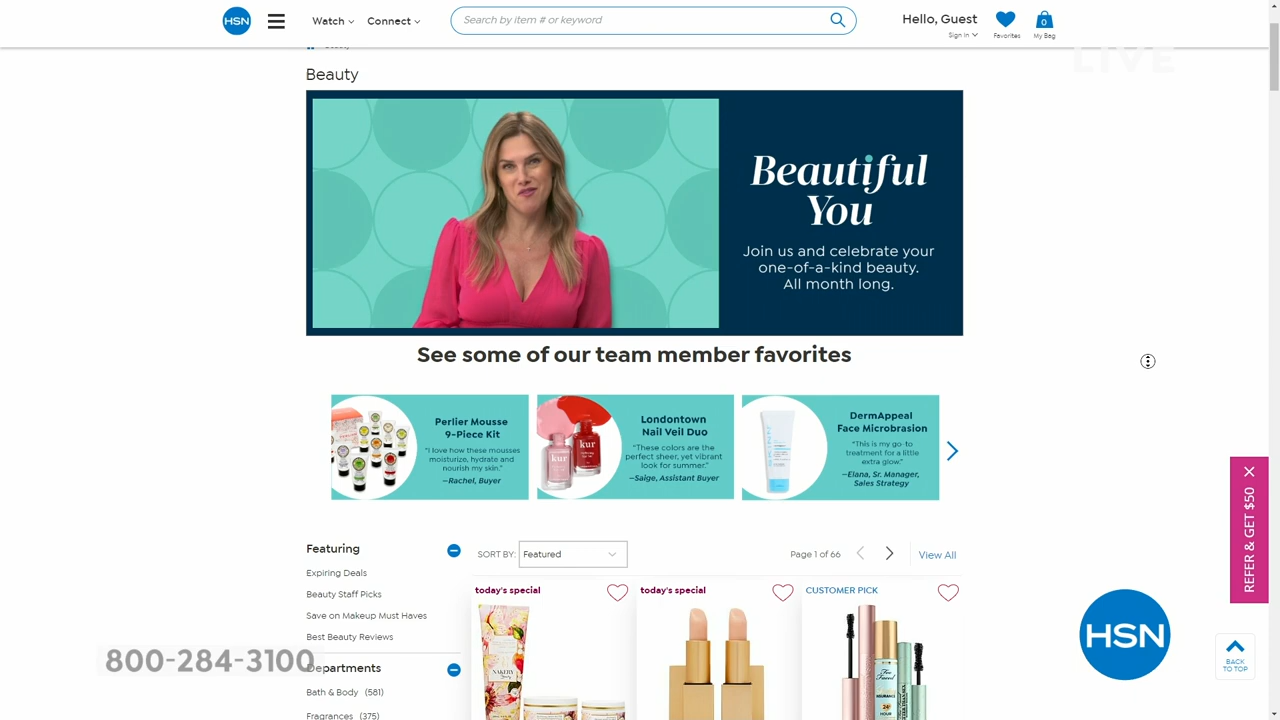 HSN
Watch
Connect
Search by item # or keyword
Hello, Guest
Sign In
Favorites
0
My Bag
LIVE
Beauty
Beautiful
You
Join us and celebrate your
one-of-a-kind beauty.
All month long.
See some of our team member favorites
Perlier Mousse
9-Piece Kit
"I love how these mousses
moisturize, hydrate and
nourish my skin."
—Rachel, Buyer
kur
kur
Londontown
Nail Veil Duo
"These colors are the
perfect sheer, yet vibrant
look for summer."
—Saige, Assistant Buyer
DermAppeal
Face Microbrasion
"This is my go-to
treatment for a little
extra glow."
—Elana, Sr. Manager,
Sales Strategy
REFER & GET $50
Featuring
Expiring Deals
Beauty Staff Picks
Save on Makeup Must Haves
Best Beauty Reviews
Departments
Bath & Body (581)
Fragrances (375)
SORT BY:
Featured
Page 1 of 66
View All
today's special
today's special
CUSTOMER PICK
NAKERY
24
HOUR
800-284-3100
HSN
BACK
TO TOP